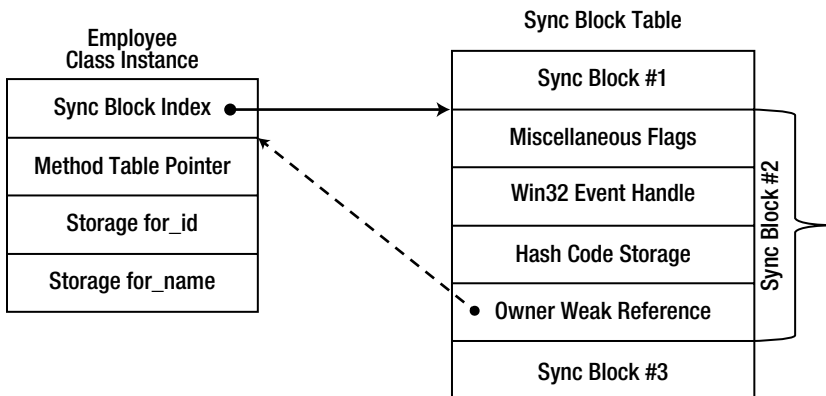 Employee
Class Instance
Sync Block Index
Method Table Pointer
Storage for_id
Storage for_name
Sync Block Table
Sync Block #1
Miscellaneous Flags
Win32 Event Handle
Hash Code Storage
Owner Weak Reference
Sync Block #3
Sync Block #2